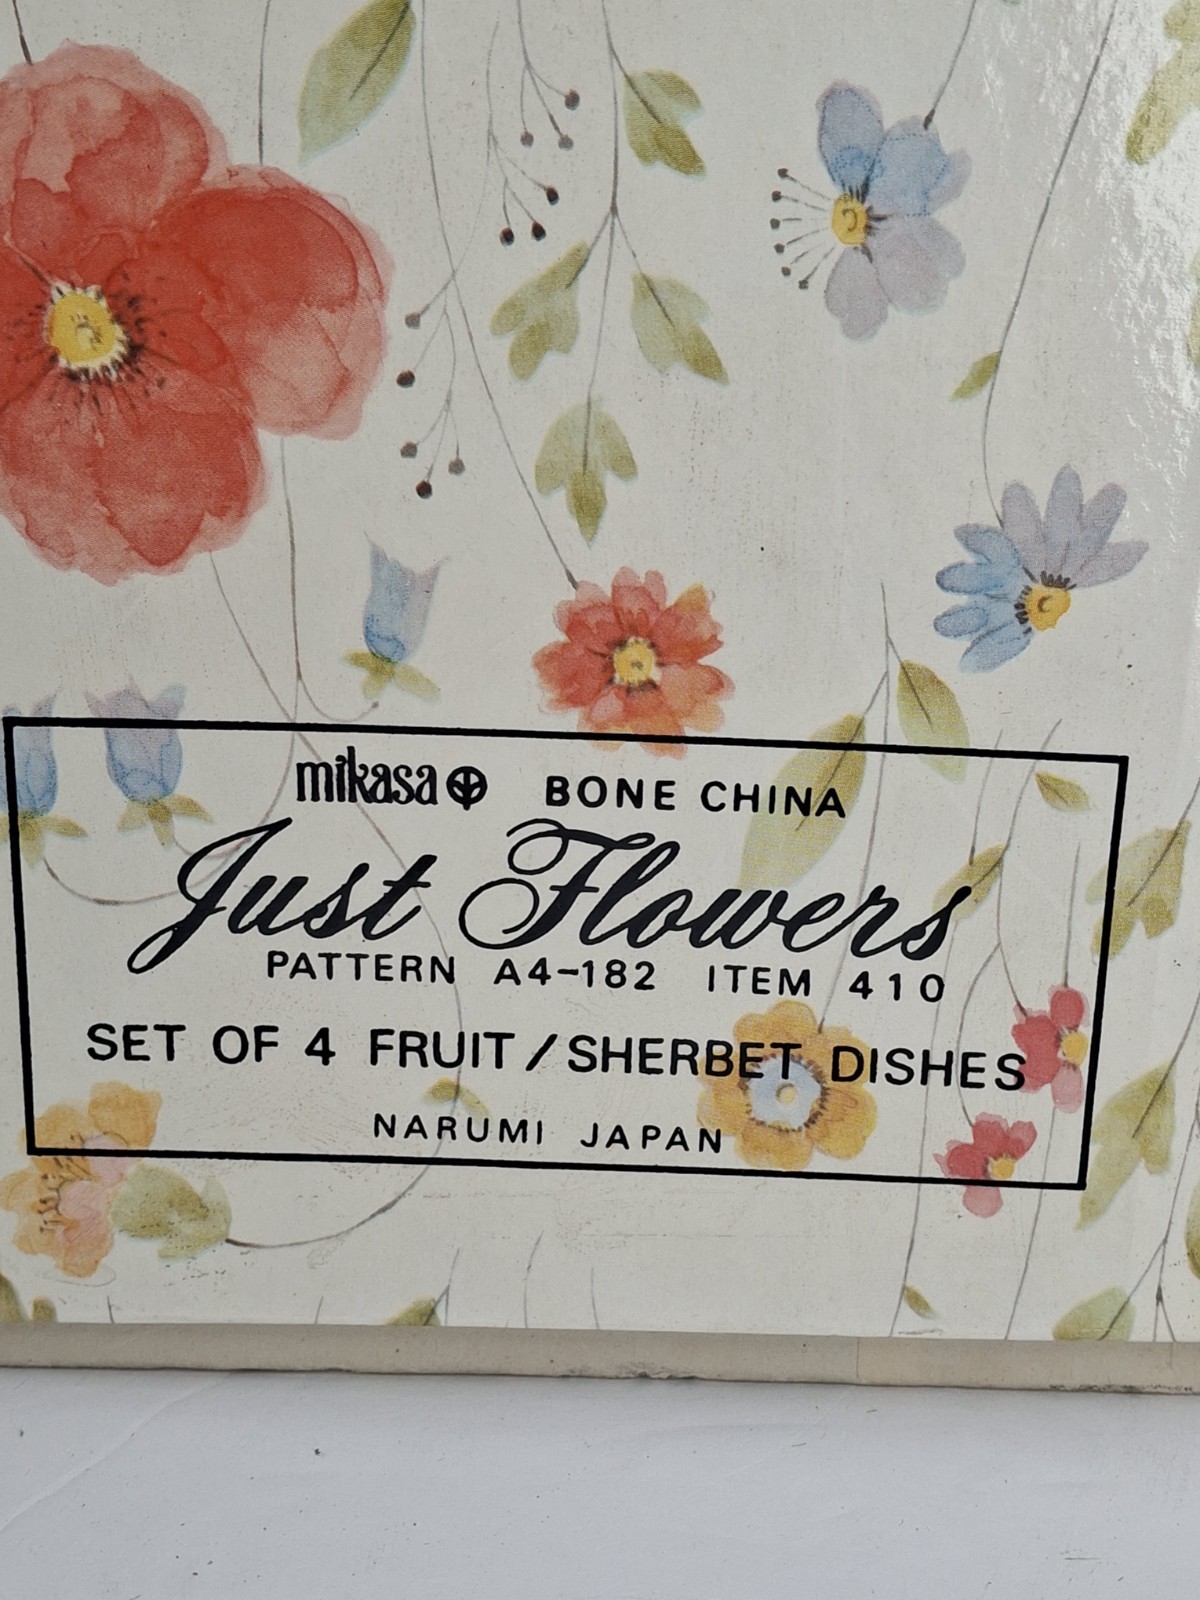 mikasa BONE CHINA
Just Flowers
PATTERN A4-182 ITEM 410
SET OF 4 FRUIT/SHERBET DISHES
NARUMI JAPAN